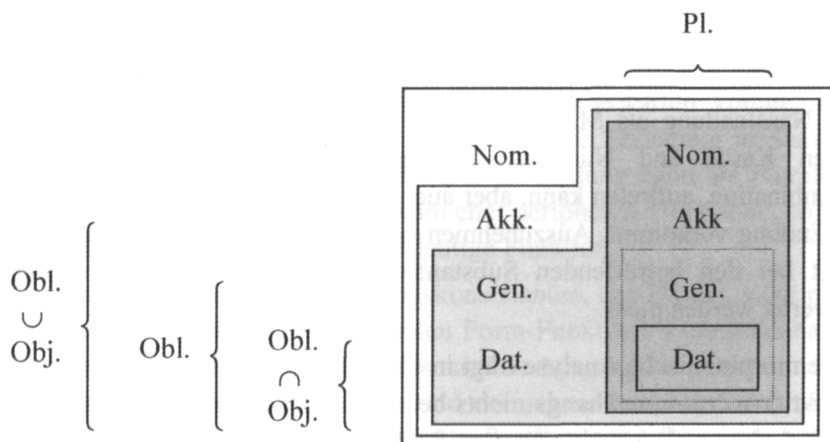 Pl.
Nom. Nom.
Akk. Akk
Obl. Gen. Gen.
∪ Obl. Obl.
Obj. Dat. Dat.
∩
Obj.